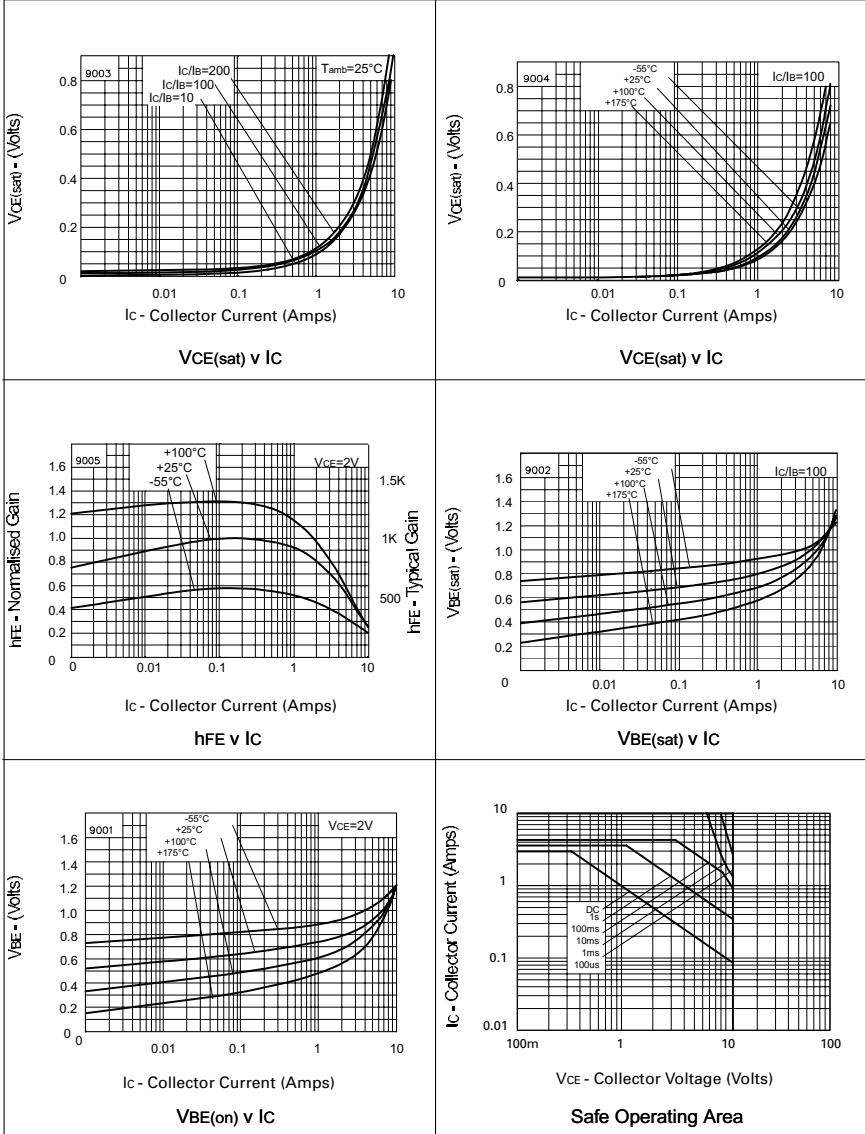 9003
IC/IB=200
IC/IB=100
IC/IB=10
Tamb=25°C
VCE(sat) - (Volts)
0.8
0.6
0.4
0.2
0
0.01
0.1
1
10
IC - Collector Current (Amps)
VCE(sat) v IC
9004
-55°C
+25°C
+100°C
+175°C
IC/IB=100
VCE(sat) - (Volts)
0.8
0.6
0.4
0.2
0
0.01
0.1
1
10
IC - Collector Current (Amps)
VCE(sat) v IC
9005
+100°C
+25°C
-55°C
VCE=2V
hFE - Normalised Gain
1.6
1.4
1.2
1.0
0.8
0.6
0.4
0.2
0
1.5K
1K
500
hFE - Typical Gain
0
0.01
0.1
1
10
IC - Collector Current (Amps)
hFE v IC
9002
-55°C
+25°C
+100°C
+175°C
IC/IB=100
VBE(sat) - (Volts)
1.6
1.4
1.2
1.0
0.8
0.6
0.4
0.2
0
0.01
0.1
1
10
IC - Collector Current (Amps)
VBE(sat) v IC
9001
-55°C
+25°C
+100°C
+175°C
VCE=2V
VBE - (Volts)
1.6
1.4
1.2
1.0
0.8
0.6
0.4
0.2
0
0
0.01
0.1
1
10
IC - Collector Current (Amps)
VBE(on) v IC
IC - Collector Current (Amps)
10
1
0.1
0.01
DC
1s
100ms
10ms
1ms
100us
100m
1
10
100
VCE - Collector Voltage (Volts)
Safe Operating Area